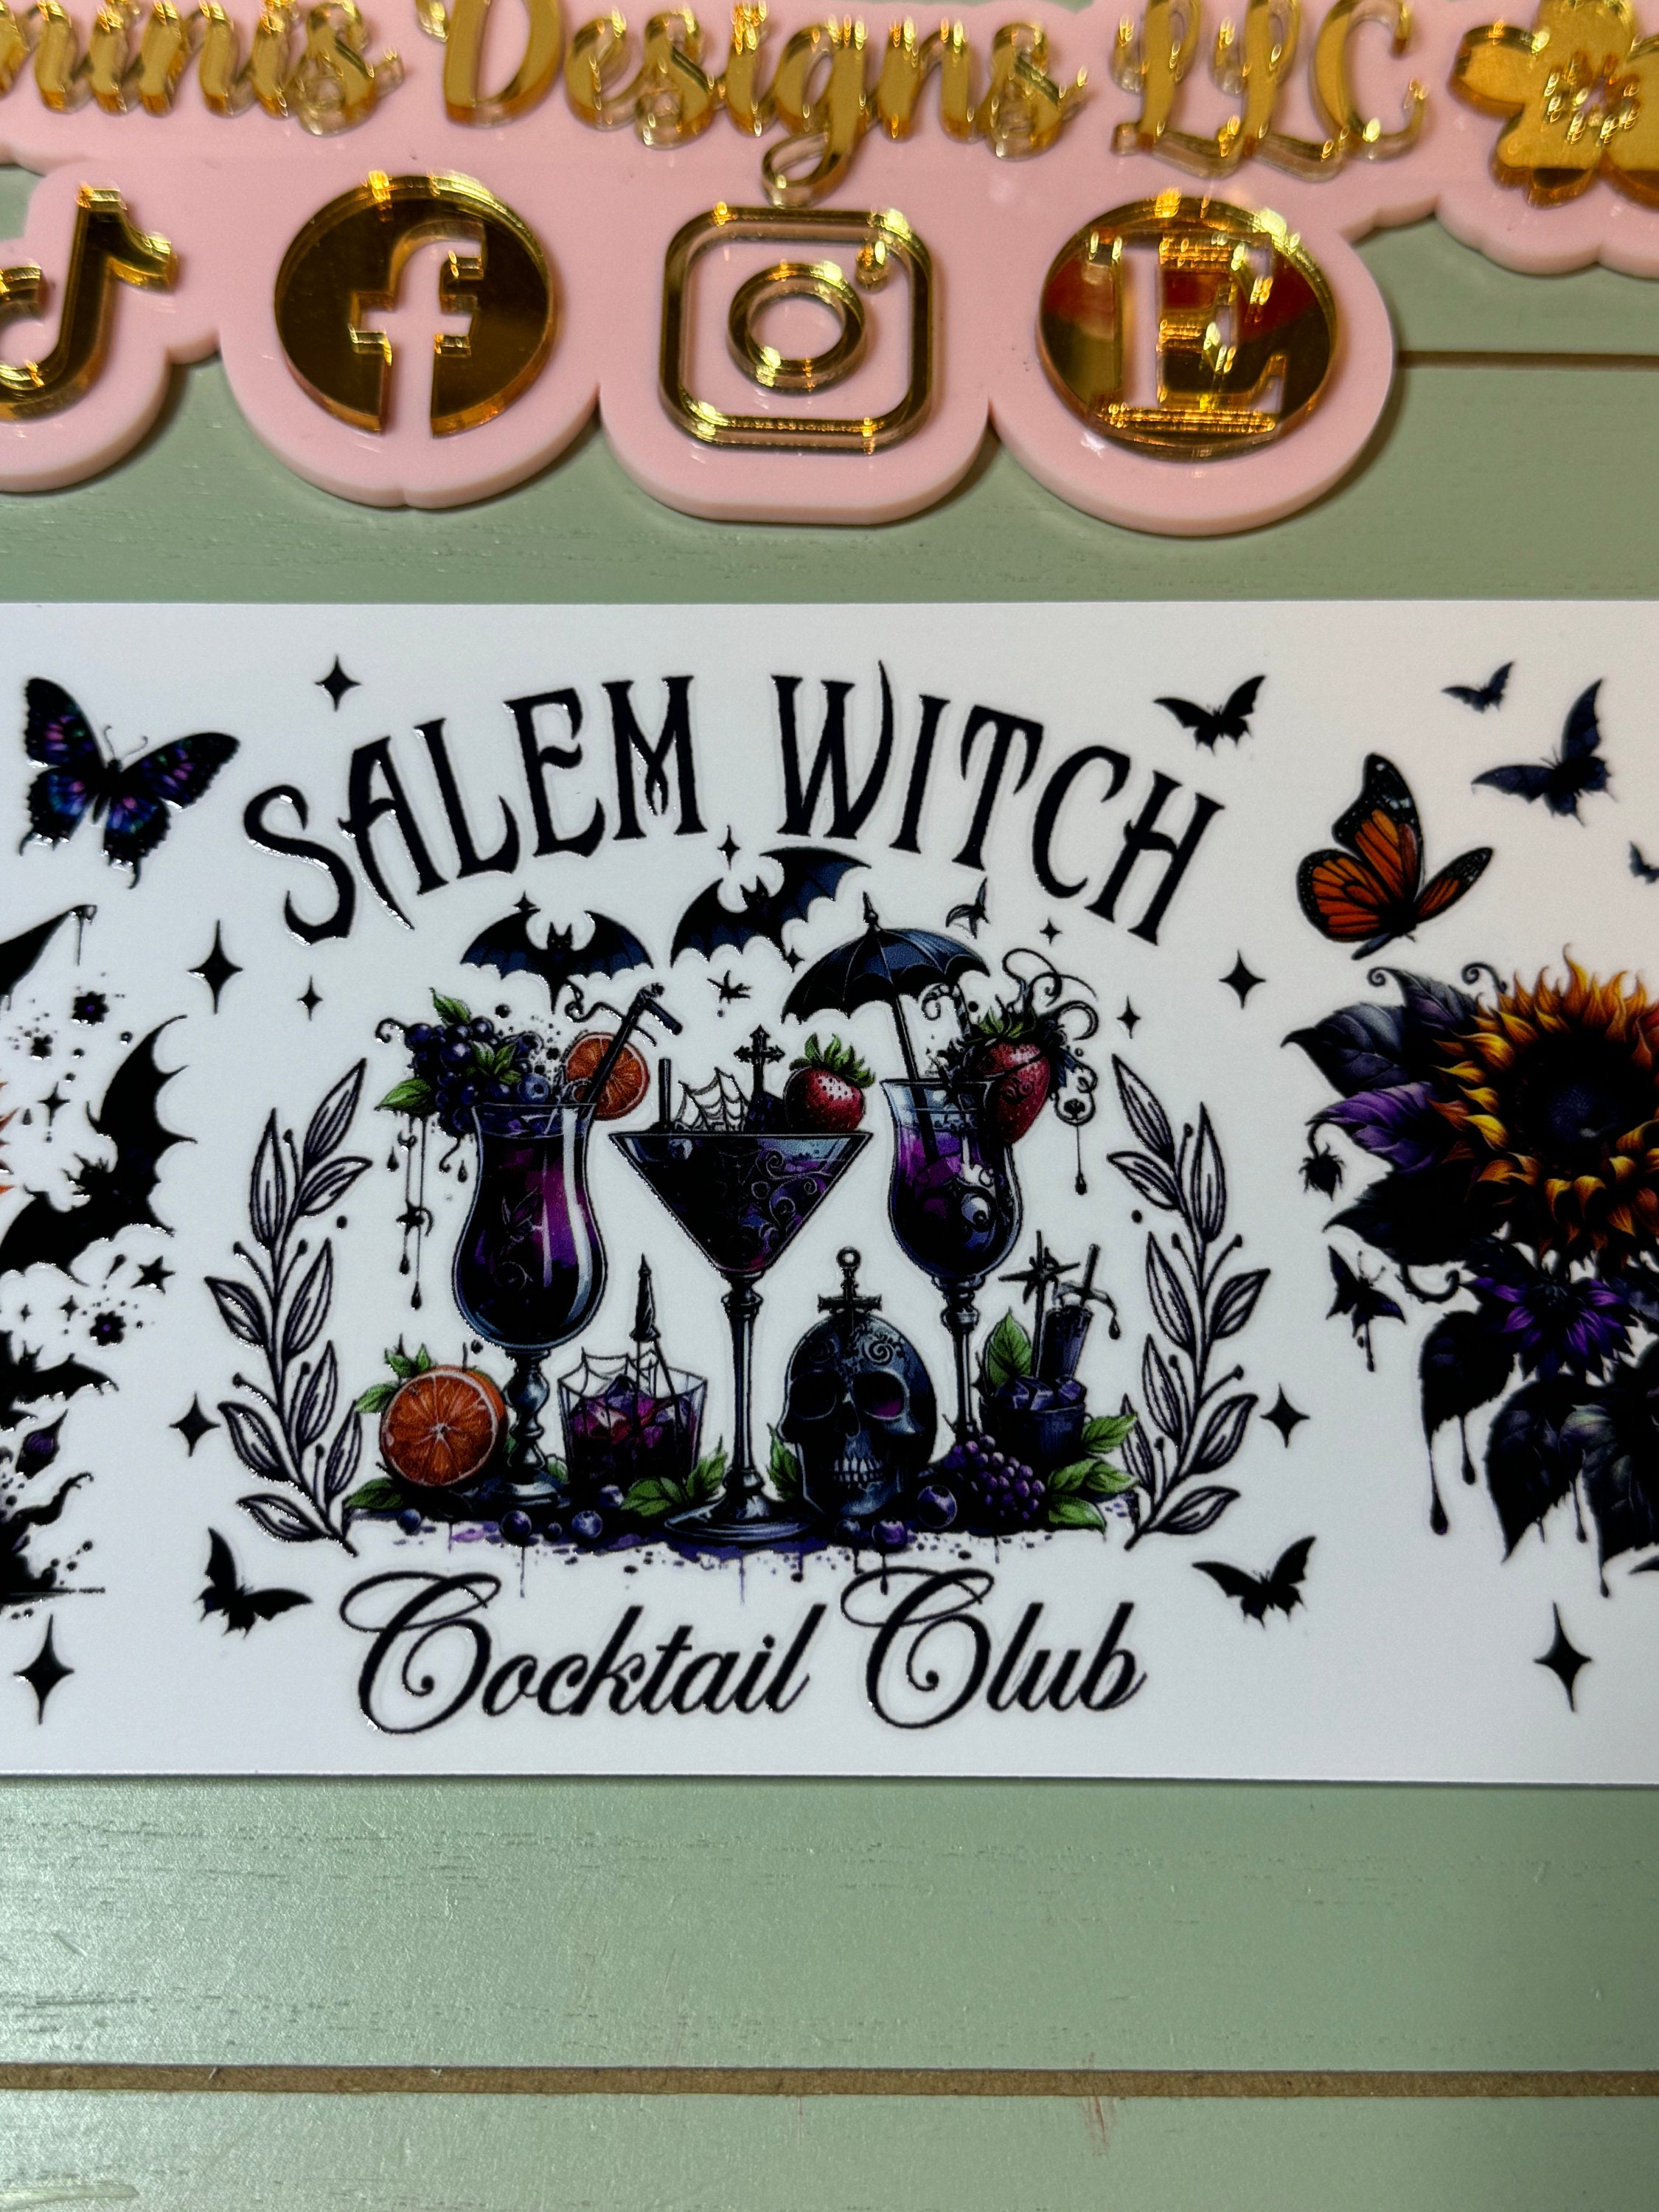 Designs LLC
f
E
SALEM WITCH
Cocktail Club